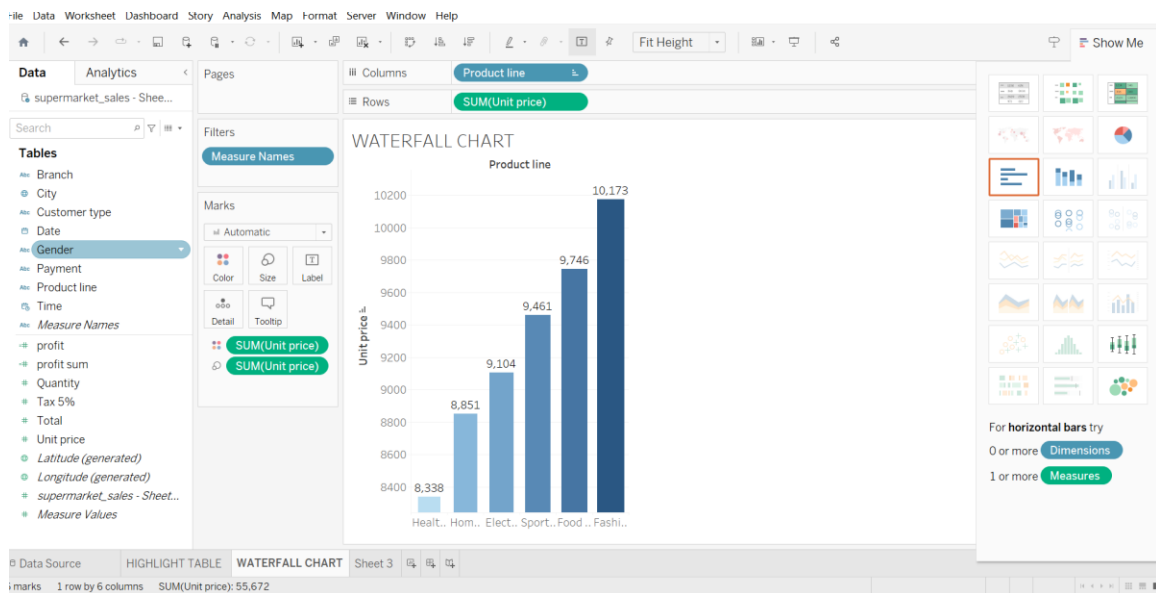 File Data Worksheet Dashboard Story Analysis Map Format Server Window Help
Fit Height
Show Me
Data Analytics
supermarket_sales - Shee...
Search
Tables
Branch
City
Customer type
Date
Gender
Payment
Product line
Time
Measure Names
profit
profit sum
Quantity
Tax 5%
Total
Unit price
Latitude (generated)
Longitude (generated)
supermarket_sales - Sheet...
Measure Values
Pages
Filters
Measure Names
Marks
Automatic
Color Size Label
Detail Tooltip
SUM(Unit price)
SUM(Unit price)
Columns Product line
Rows SUM(Unit price)
WATERFALL CHART
Product line
Unit price
10200
10000
9800
9600
9400
9200
9000
8800
8600
8400
8,338
8,851
9,104
9,461
9,746
10,173
Healt.. Hom.. Elect.. Sport.. Food .. Fashi..
For horizontal bars try
0 or more Dimensions
1 or more Measures
Data Source HIGHLIGHT TABLE WATERFALL CHART Sheet 3
marks 1 row by 6 columns SUM(Unit price): 55,672